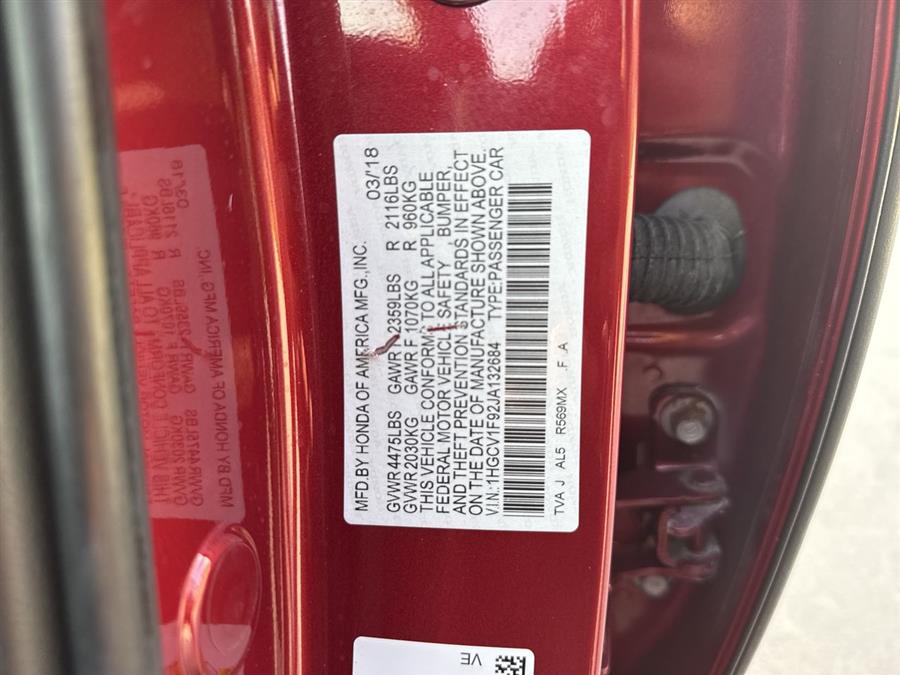 MFD.BY HONDA OF AMERICA MFG.,INC. 03/'18
GVWR 4475LBS GAWR F 2359LBS R 2116LBS
GVWR 2030KG GAWR F 1070KG R 960KG
THIS VEHICLE CONFORMS TO ALL APPLICABLE
FEDERAL MOTOR VEHICLE SAFETY , BUMPER,
AND THEFT PREVENTION STANDARDS IN EFFECT
ON THE DATE OF MANUFACTURE SHOWN ABOVE.
V.I.N.:1HGCV1F92JA132684 TYPE:PASSENGER CAR
TVA J AL5 R569MX F A
VE